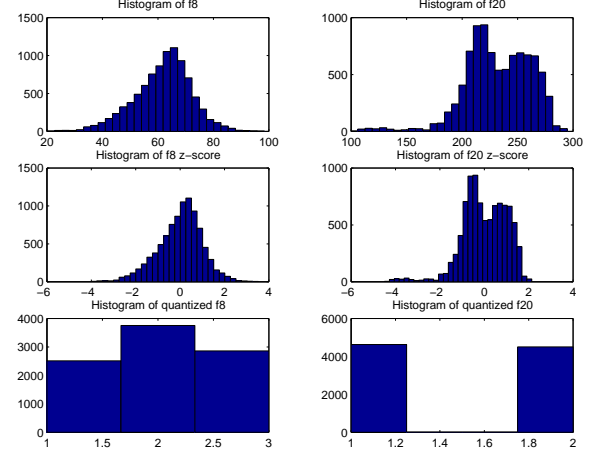 Histogram of f8
1500
1000
500
0
20 40 60 80 100
Histogram of f20
1000
500
0
100 150 200 250 300
Histogram of f8 z−score
1500
1000
500
0
−6 −4 −2 0 2 4
Histogram of f20 z−score
1000
500
0
−6 −4 −2 0 2 4
Histogram of quantized f8
4000
3000
2000
1000
0
1 1.5 2 2.5 3
Histogram of quantized f20
6000
4000
2000
0
1 1.2 1.4 1.6 1.8 2